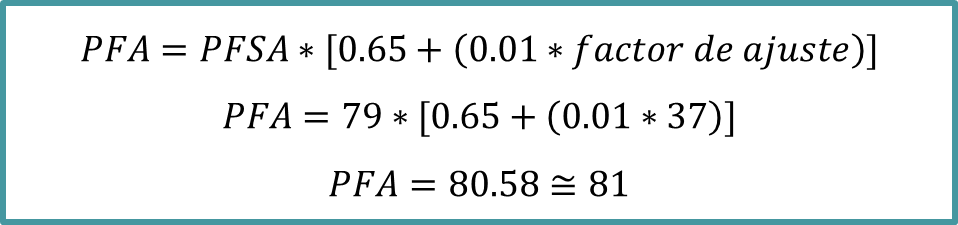 PFA = PFSA * [0.65 + (0.01 * factor de ajuste)]
PFA = 79 * [0.65 + (0.01 * 37)]
PFA = 80.58 ≅ 81